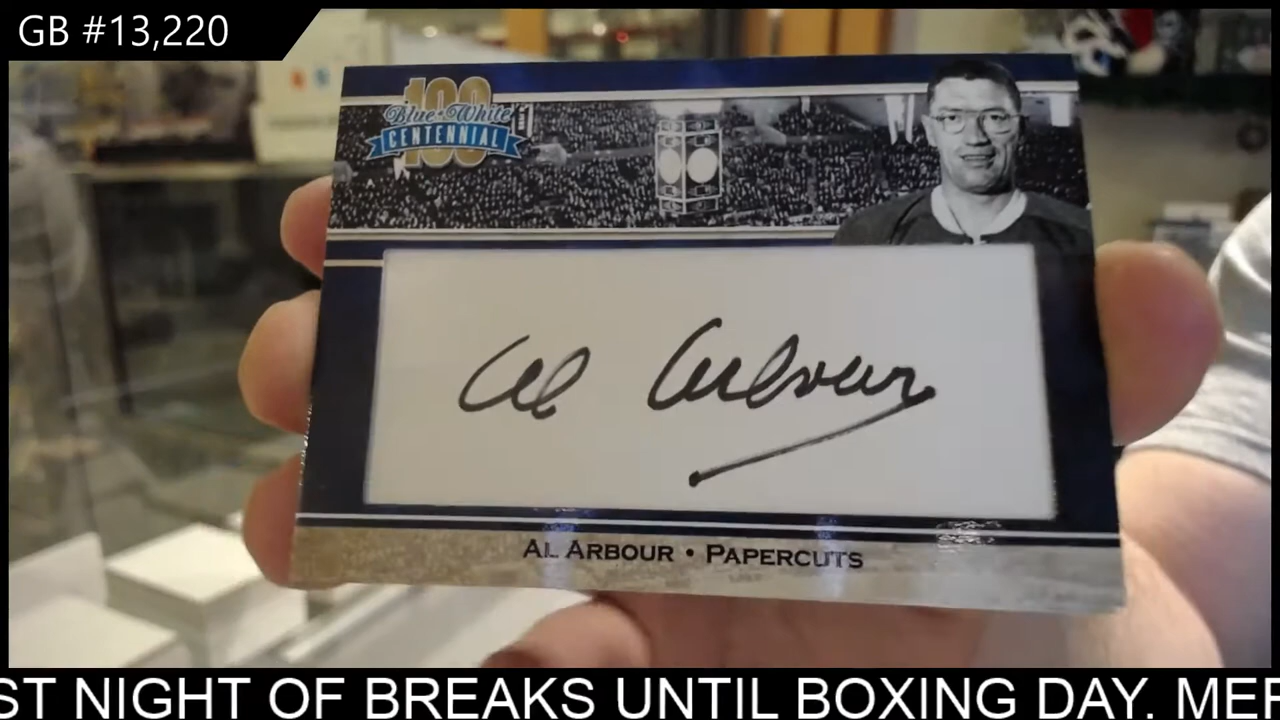 GB #13,220
100
Blue & White
CENTENNIAL
Al Arbour
AL ARBOUR • PAPERCUTS
ST NIGHT OF BREAKS UNTIL BOXING DAY. MER